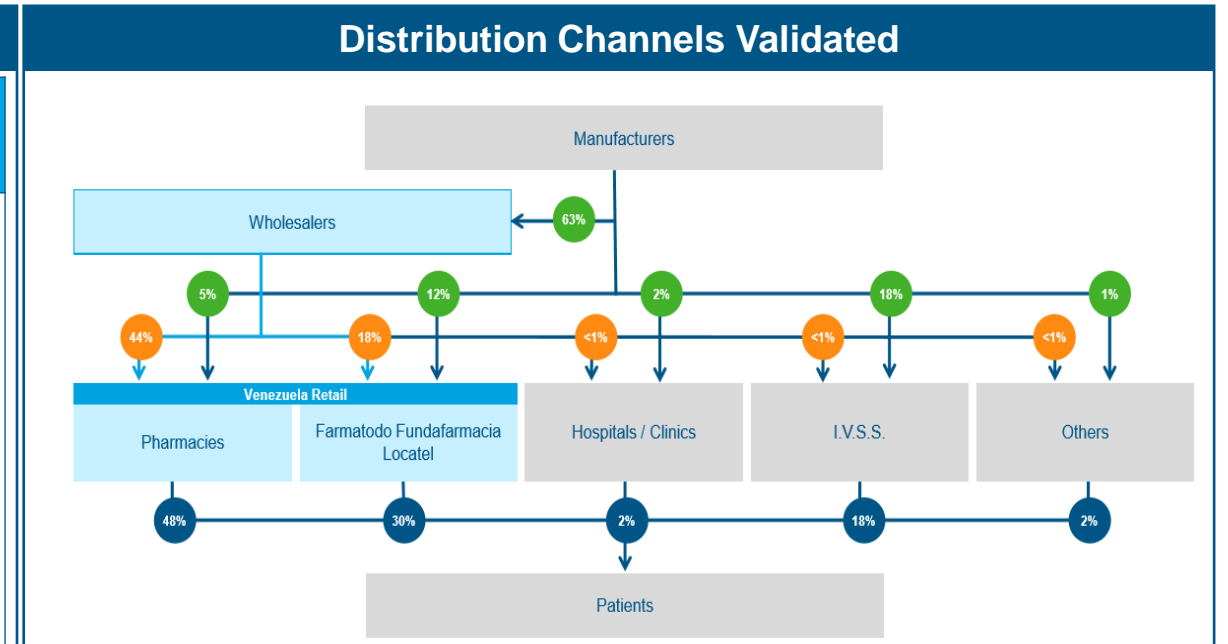 Distribution Channels Validated
Manufacturers
Wholesalers
63%
5%
12%
2%
18%
1%
44%
18%
<1%
<1%
<1%
Venezuela Retail
Pharmacies
Farmatodo Fundafarmacia
Locatel
Hospitals / Clinics
I.V.S.S.
Others
48%
30%
2%
18%
2%
Patients